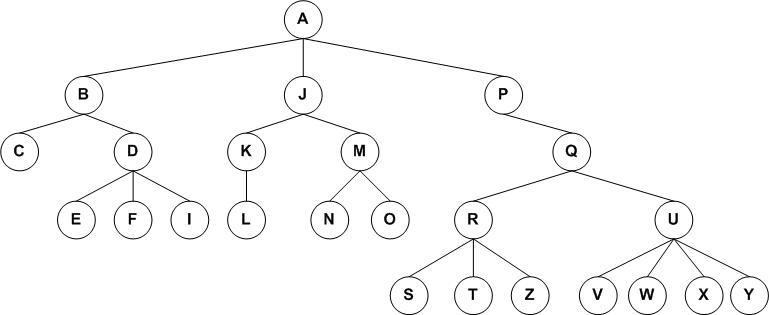 A
B J P
C D K M Q
E F I L N O R U
S T Z V W X Y